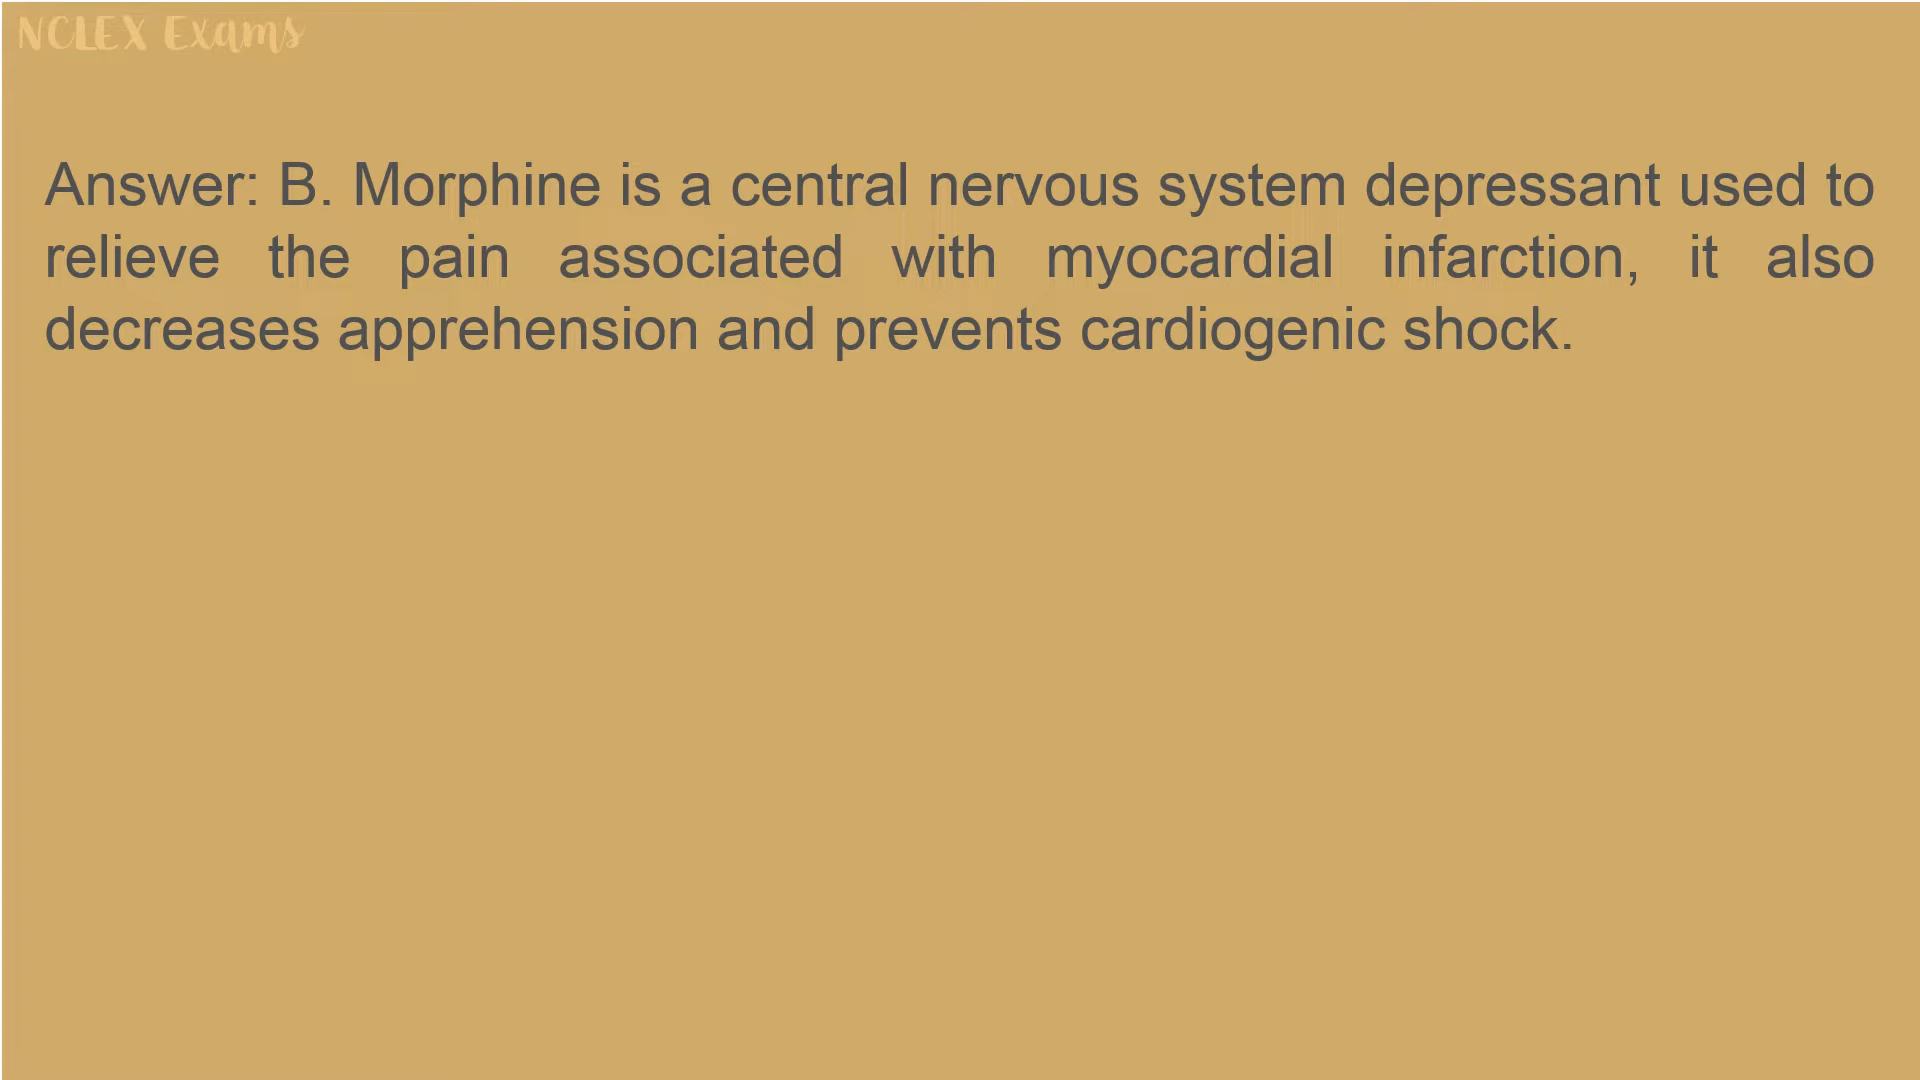 NCLEX Exams
Answer: B. Morphine is a central nervous system depressant used to
relieve the pain associated with myocardial infarction, it also
decreases apprehension and prevents cardiogenic shock.